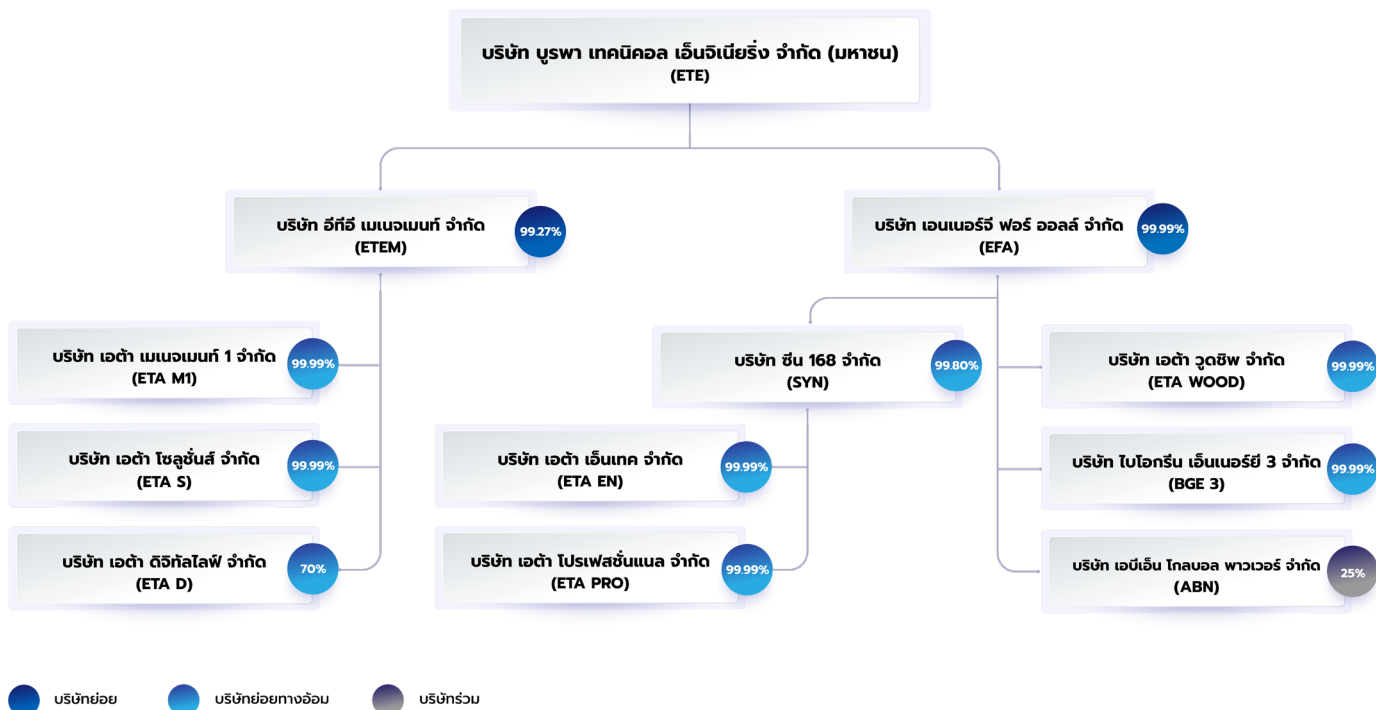 บริษัท บูรพา เทคนิคอล เอ็นจิเนียริ่ง จำกัด (มหาชน)
(ETE)
บริษัท อีทีอี เมเนจเมนท์ จำกัด
(ETEM)
99.27%
บริษัท เอนเนอร์จี ฟอร์ ออลล์ จำกัด
(EFA)
99.99%
บริษัท เอต้า เมเนจเมนท์ 1 จำกัด
(ETA M1)
99.99%
บริษัท เอต้า โซลูชั่นส์ จำกัด
(ETA S)
99.99%
บริษัท เอต้า ดิจิทัลไลฟ์ จำกัด
(ETA D)
70%
บริษัท ซีน 168 จำกัด
(SYN)
99.80%
บริษัท เอต้า เอ็นเทค จำกัด
(ETA EN)
99.99%
บริษัท เอต้า โปรเฟสชั่นแนล จำกัด
(ETA PRO)
99.99%
บริษัท เอต้า วูดชิพ จำกัด
(ETA WOOD)
99.99%
บริษัท ไบโอกรีน เอ็นเนอร์ยี 3 จำกัด
(BGE 3)
99.99%
บริษัท เอบีเอ็น โกลบอล พาวเวอร์ จำกัด
(ABN)
25%
บริษัทย่อย
บริษัทย่อยทางอ้อม
บริษัทร่วม